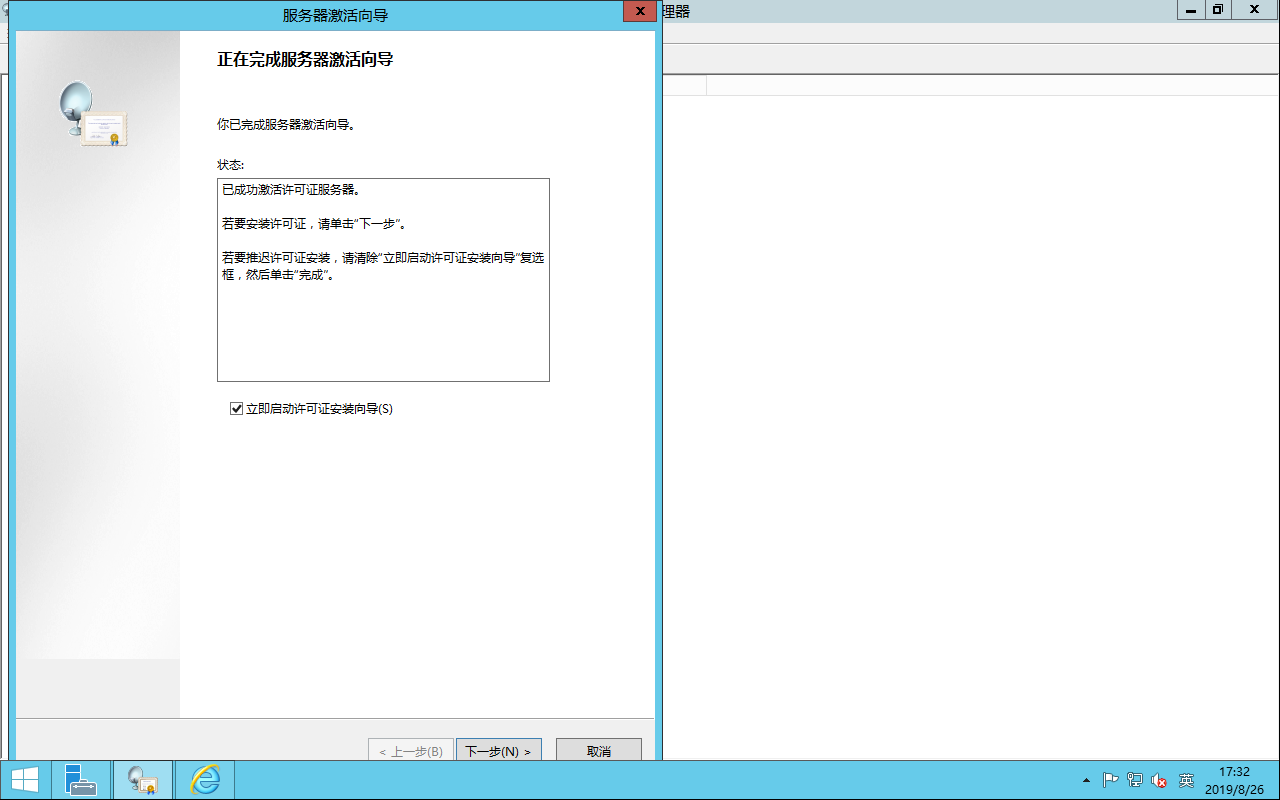 服务器激活向导
理器
正在完成服务器激活向导
你已完成服务器激活向导。
状态:
已成功激活许可证服务器。
若要安装许可证，请单击“下一步”。
若要推迟许可证安装，请清除“立即启动许可证安装向导”复选
框，然后单击“完成”。
立即启动许可证安装向导(S)
< 上一步(B)
下一步(N) >
取消
英
17:32
2019/8/26